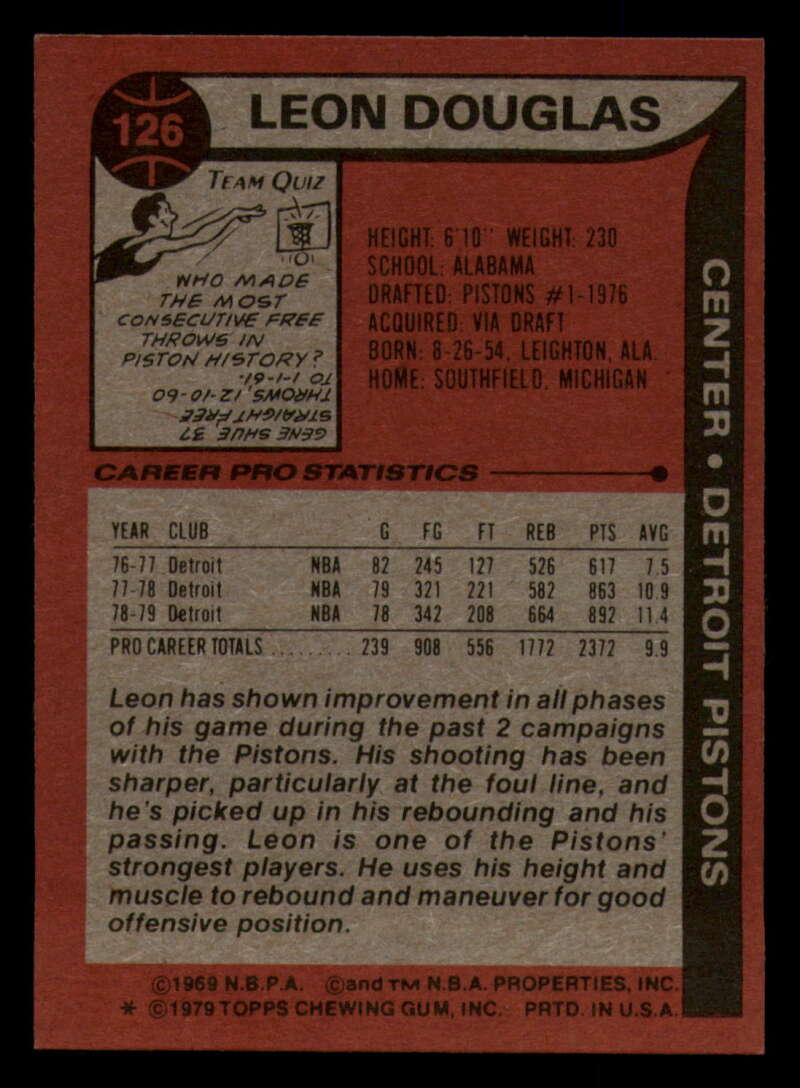 126
LEON DOUGLAS
TEAM QUIZ
WHO MADE
THE MOST
CONSECUTIVE FREE
THROWS IN
PISTON HISTORY?
GENE SHUE 37
STRAIGHT FREE
THROWS, 12-10-60
TO 1-1-61.
HEIGHT: 6'10" WEIGHT: 230
SCHOOL: ALABAMA
DRAFTED: PISTONS #1-1976
ACQUIRED: VIA DRAFT
BORN: 8-26-54, LEIGHTON, ALA.
HOME: SOUTHFIELD, MICHIGAN
CENTER • DETROIT PISTONS
CAREER PRO STATISTICS
YEAR CLUB G FG FT REB PTS AVG
76-77 Detroit NBA 82 245 127 526 617 7.5
77-78 Detroit NBA 79 321 221 582 863 10.9
78-79 Detroit NBA 78 342 208 664 892 11.4
PRO CAREER TOTALS ......... 239 908 556 1772 2372 9.9
Leon has shown improvement in all phases
of his game during the past 2 campaigns
with the Pistons. His shooting has been
sharper, particularly at the foul line, and
he's picked up in his rebounding and his
passing. Leon is one of the Pistons'
strongest players. He uses his height and
muscle to rebound and maneuver for good
offensive position.
©1969 N.B.P.A. ©and TM N.B.A. PROPERTIES, INC.
* ©1979 TOPPS CHEWING GUM, INC. PRTD. IN U.S.A.